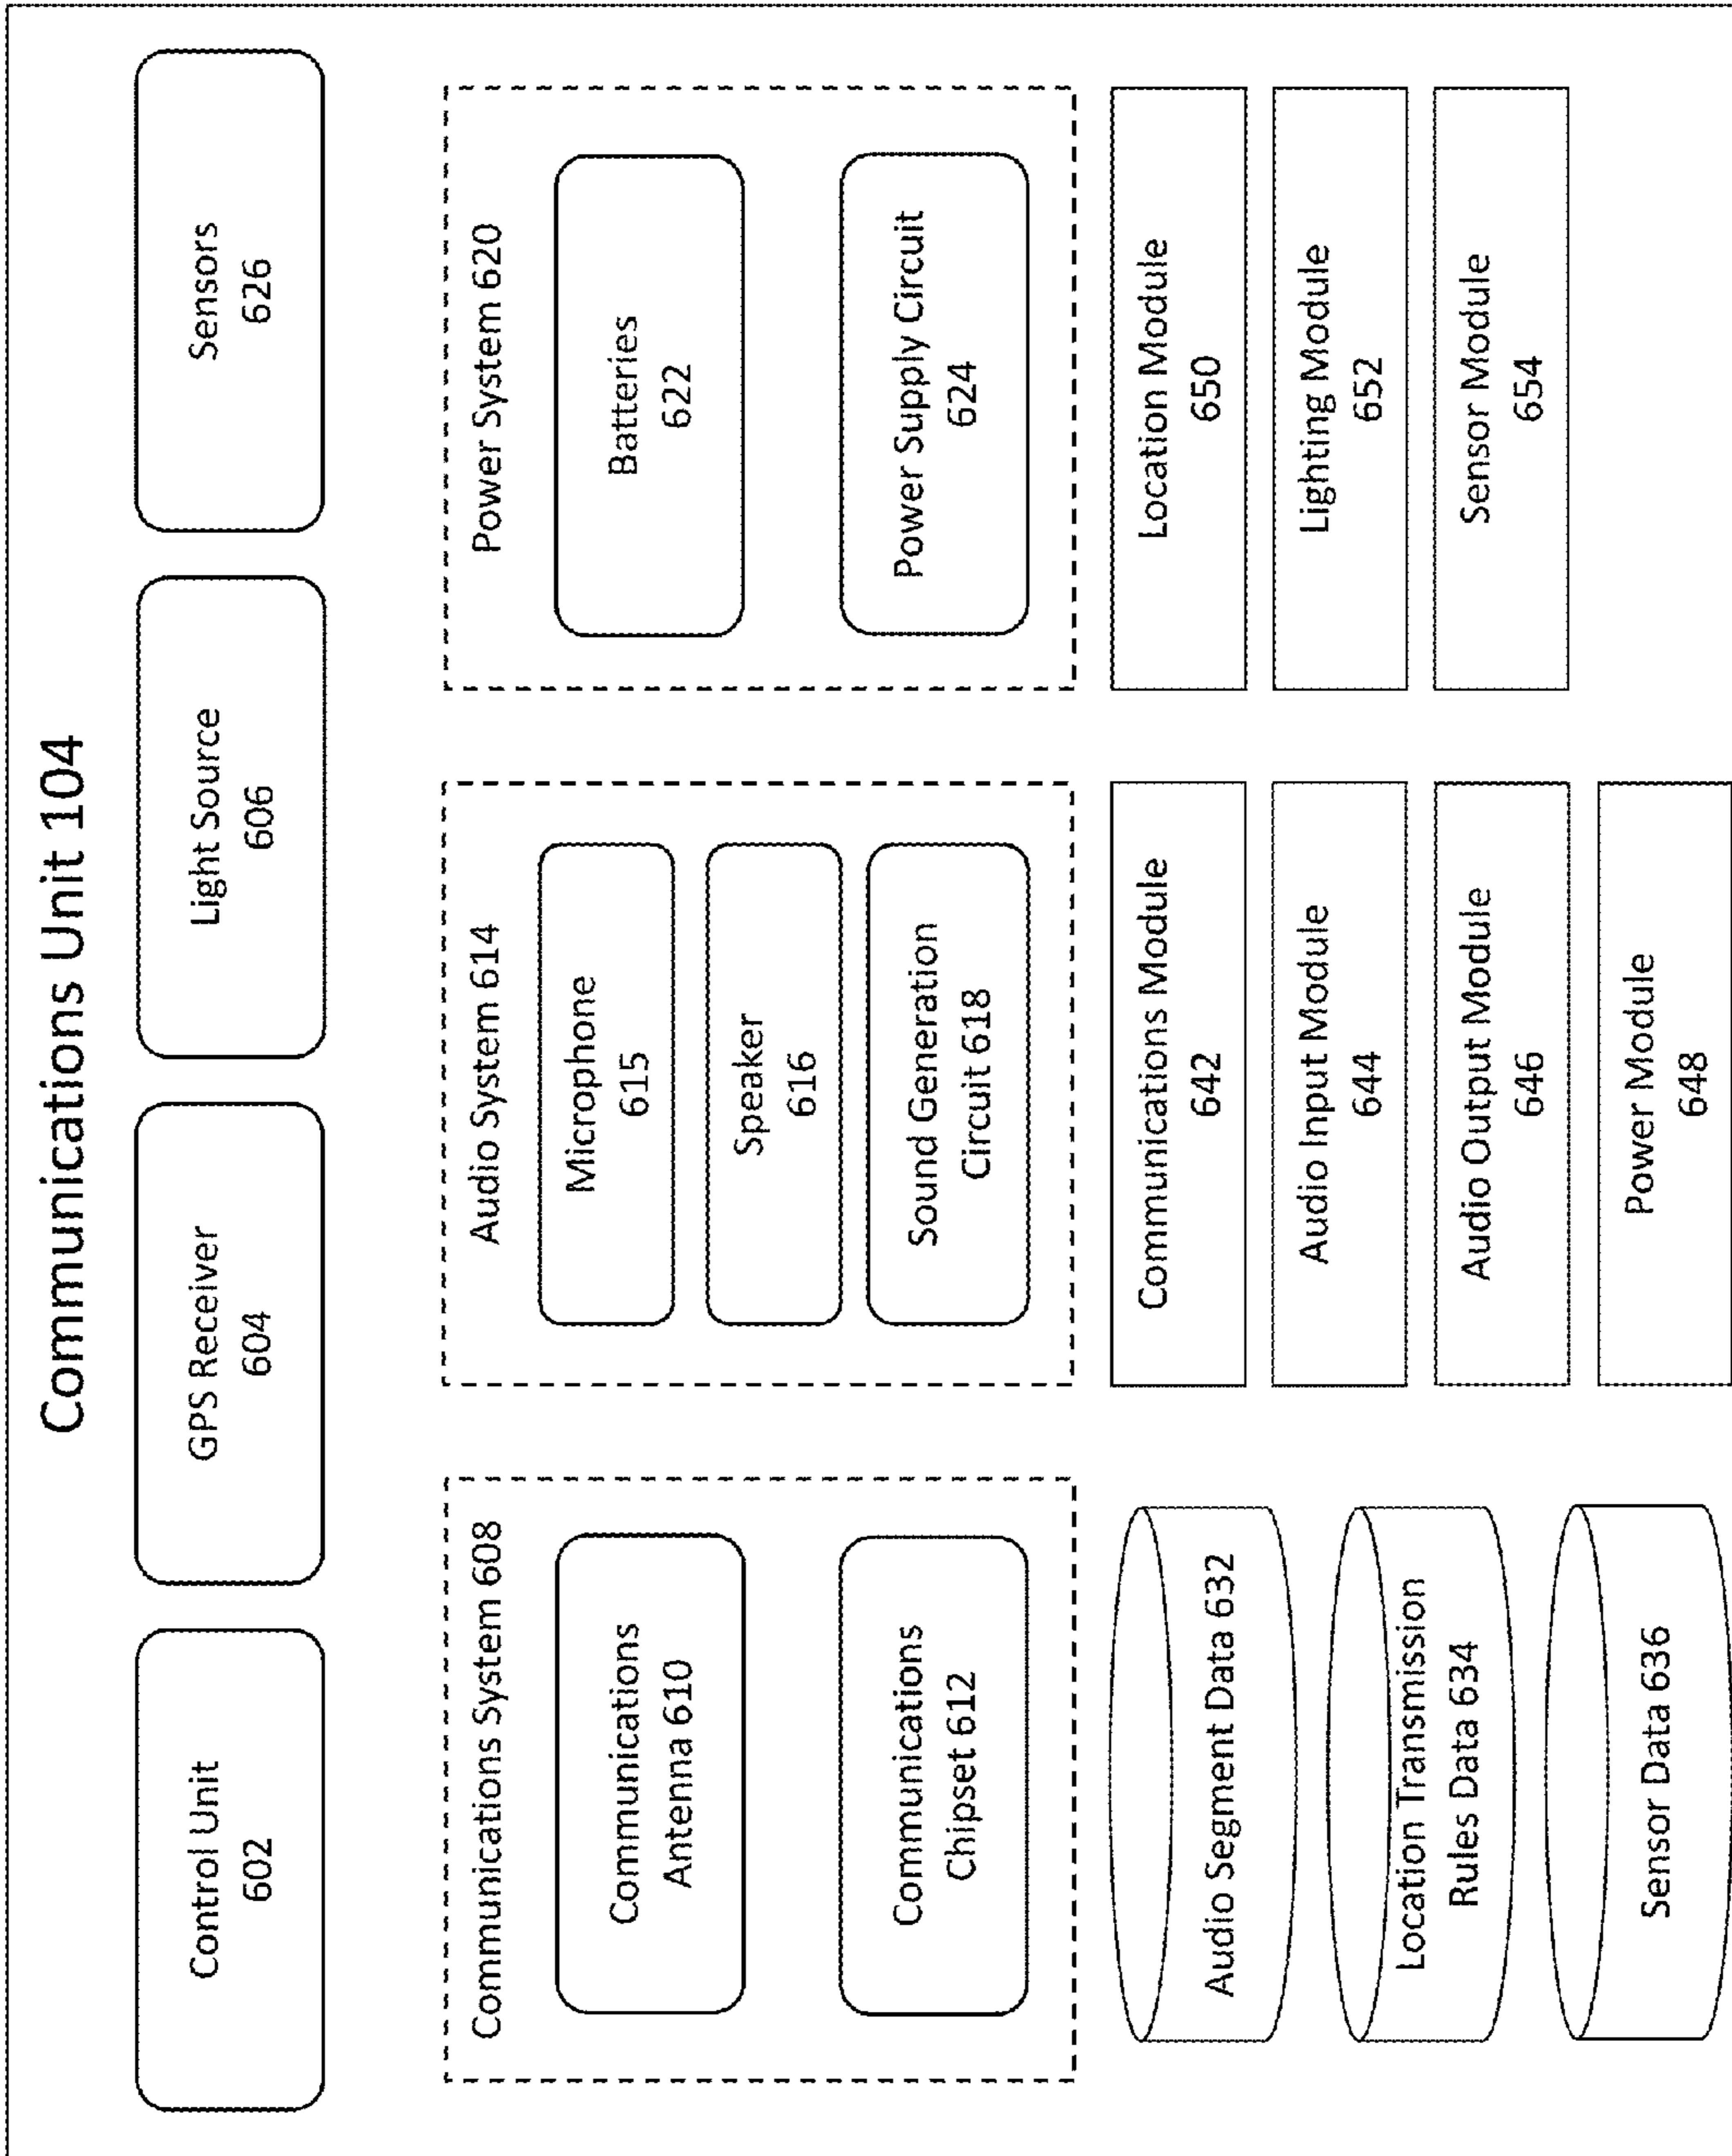 Communications Unit 104
Control Unit
602
GPS Receiver
604
Light Source
606
Sensors
626
Communications System 608
Communications
Antenna 610
Communications
Chipset 612
Audio System 614
Microphone
615
Speaker
616
Sound Generation
Circuit 618
Power System 620
Batteries
622
Power Supply Circuit
624
Audio Segment Data 632
Location Transmission
Rules Data 634
Sensor Data 636
Communications Module
642
Audio Input Module
644
Audio Output Module
646
Power Module
648
Location Module
650
Lighting Module
652
Sensor Module
654